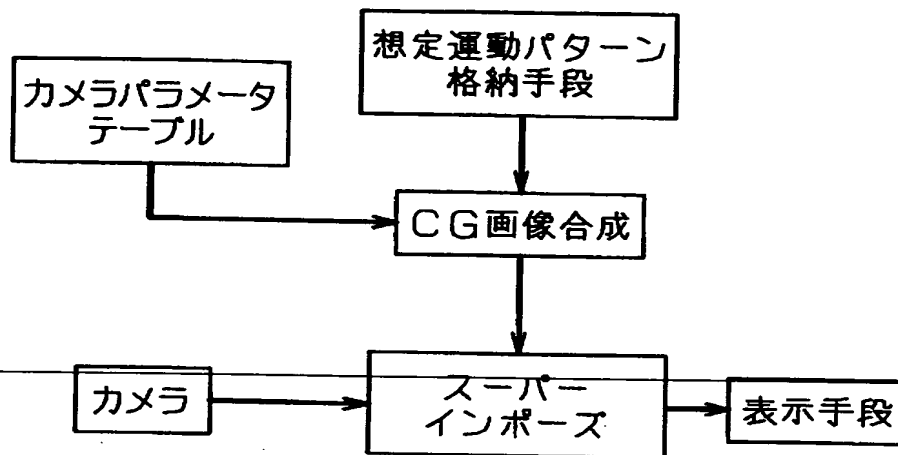 想定運動パターン
格納手段
カメラパラメータ
テーブル
CG画像合成
カメラ
スーパー
インポーズ
表示手段